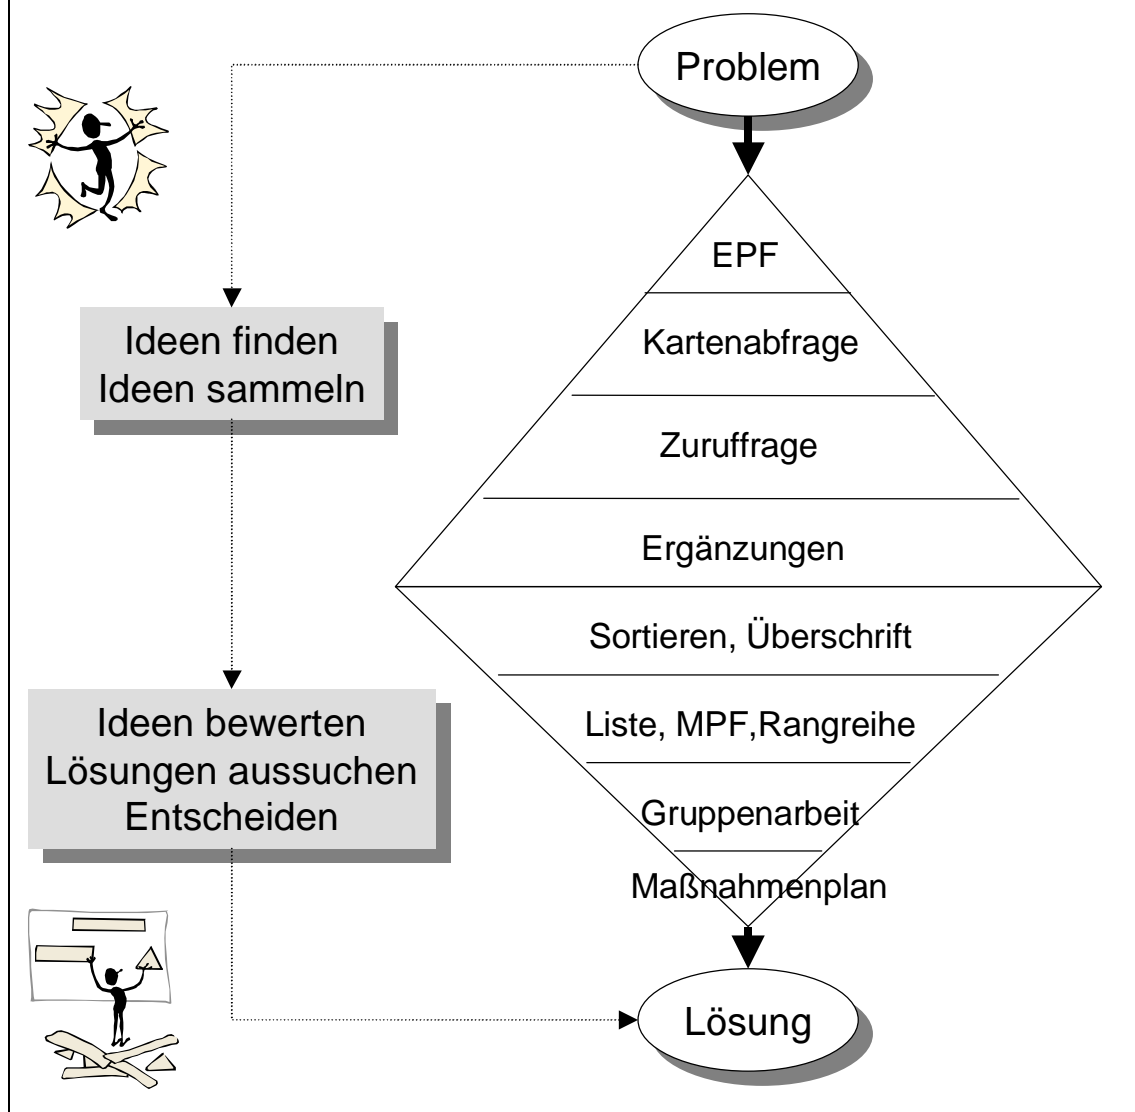 Problem
EPF
Kartenabfrage
Zuruffrage
Ergänzungen
Sortieren, Überschrift
Liste, MPF,Rangreihe
Gruppenarbeit
Maßnahmenplan
Lösung
Ideen finden
Ideen sammeln
Ideen bewerten
Lösungen aussuchen
Entscheiden